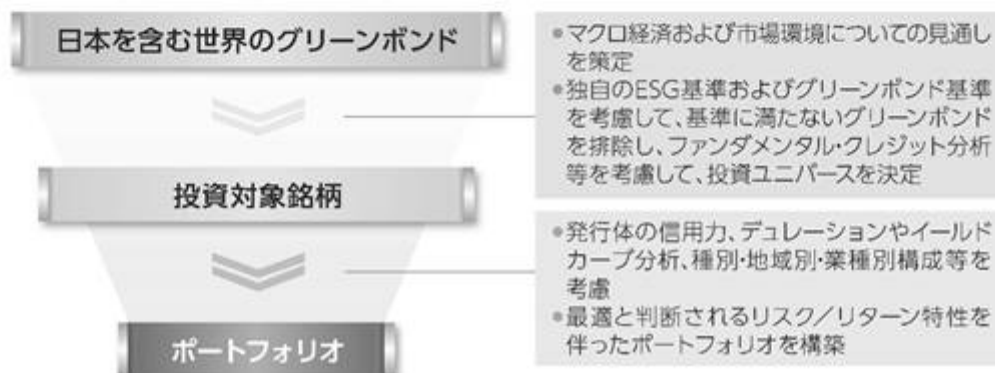 日本を含む世界のグリーンボンド
•マクロ経済および市場環境についての見通し
を策定
•独自のESG基準およびグリーンボンド基準
を考慮して、基準に満たないグリーンボンド
を排除し、ファンダメンタル・クレジット分析
等を考慮して、投資ユニバースを決定
投資対象銘柄
•発行体の信用力、デュレーションやイールド
カーブ分析、種別・地域別・業種別構成等を
考慮
•最適と判断されるリスク／リターン特性を
伴ったポートフォリオを構築
ポートフォリオ